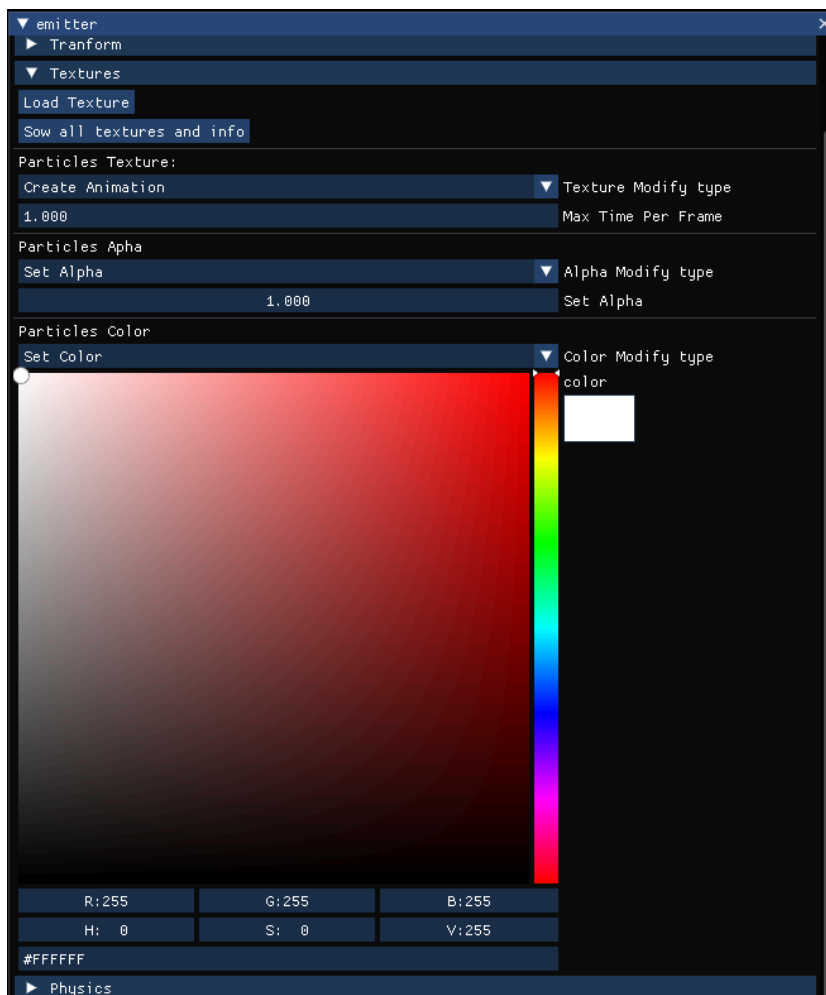 emitter
Tranform
Textures
Load Texture
Sow all textures and info
Particles Texture:
Create Animation Texture Modify type
1.000 Max Time Per Frame
Particles Apha
Set Alpha Alpha Modify type
1.000 Set Alpha
Particles Color
Set Color Color Modify type
color
R:255 G:255 B:255
H: 0 S: 0 V:255
#FFFFFF
Physics